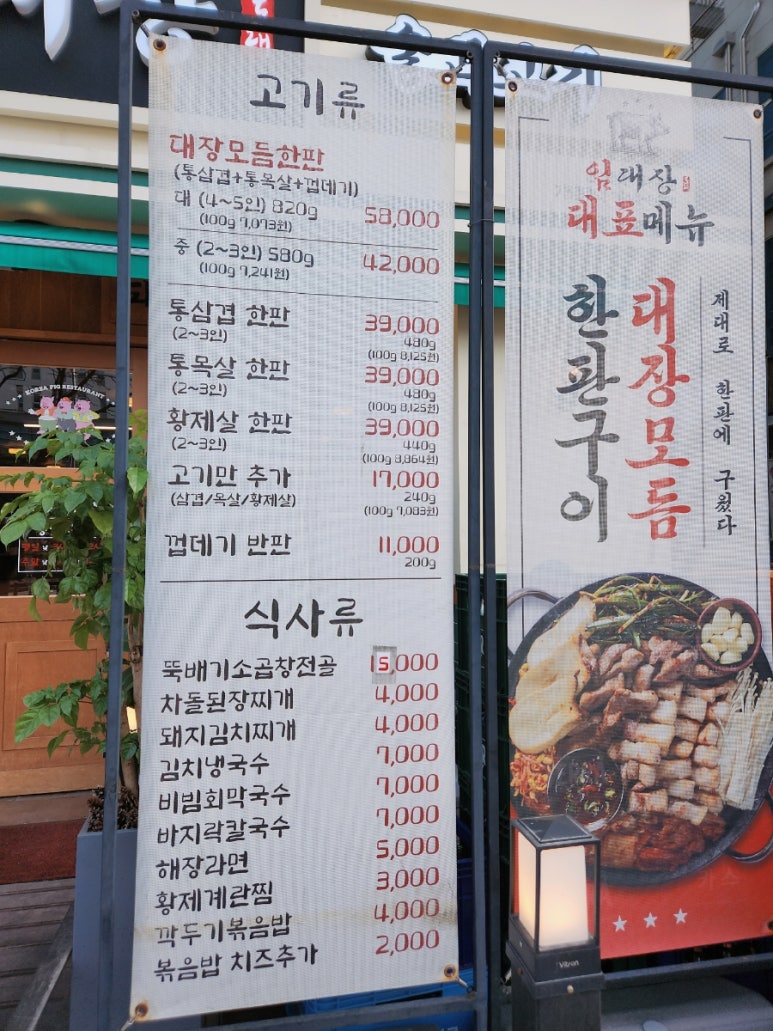 고기류
대장모듬한판
(통삼겹+통목살+껍데기)
대 (4~5인) 820g 58,000
(100g 7,073원)
중 (2~3인) 580g 42,000
(100g 7,241원)
통삼겹 한판 39,000
(2~3인) 480g
(100g 8,125원)
통목살 한판 39,000
(2~3인) 480g
(100g 8,125원)
황제살 한판 39,000
(2~3인) 440g
(100g 8,864원)
고기만 추가 17,000
(삼겹/목살/황제살) 240g
(100g 7,083원)
껍데기 반판 11,000
200g
식사류
뚝배기소곱창전골 15,000
차돌된장찌개 4,000
돼지김치찌개 4,000
김치냉국수 7,000
비빔회막국수 7,000
바지락칼국수 7,000
해장라면 5,000
황제계란찜 3,000
깍두기볶음밥 4,000
볶음밥 치즈추가 2,000
임대장
대표메뉴
제대로 한판에 구웠다
대장모듬
한판구이
KOREA PIG RESTAURANT
Vitron